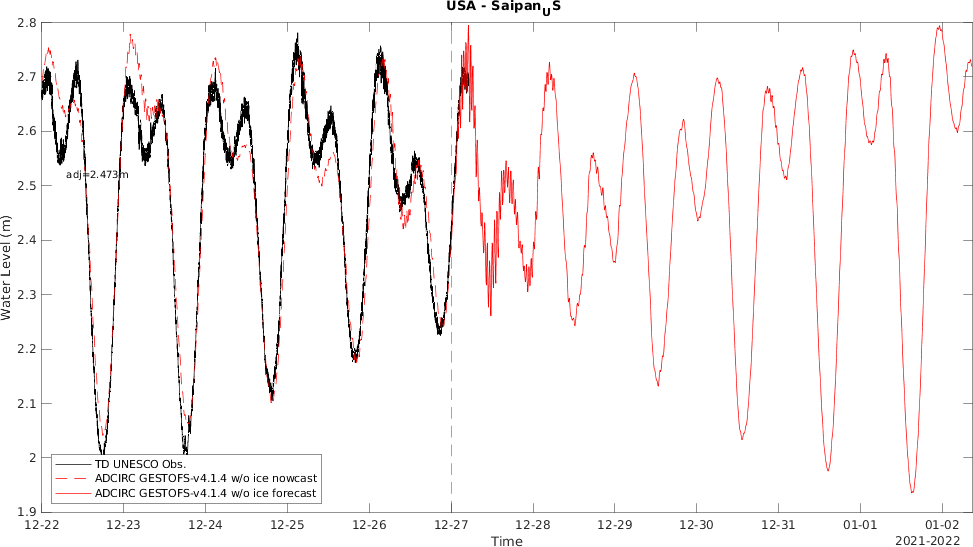 USA - SaipanUS
2.8
2.7
2.6
2.5
2.4
2.3
2.2
2.1
2
1.9
Water Level (m)
adj=2.473m
TD UNESCO Obs.
ADCIRC GESTOFS-v4.1.4 w/o ice nowcast
ADCIRC GESTOFS-v4.1.4 w/o ice forecast
12-22 12-23 12-24 12-25 12-26 12-27 12-28 12-29 12-30 12-31 01-01 01-02
Time
2021-2022